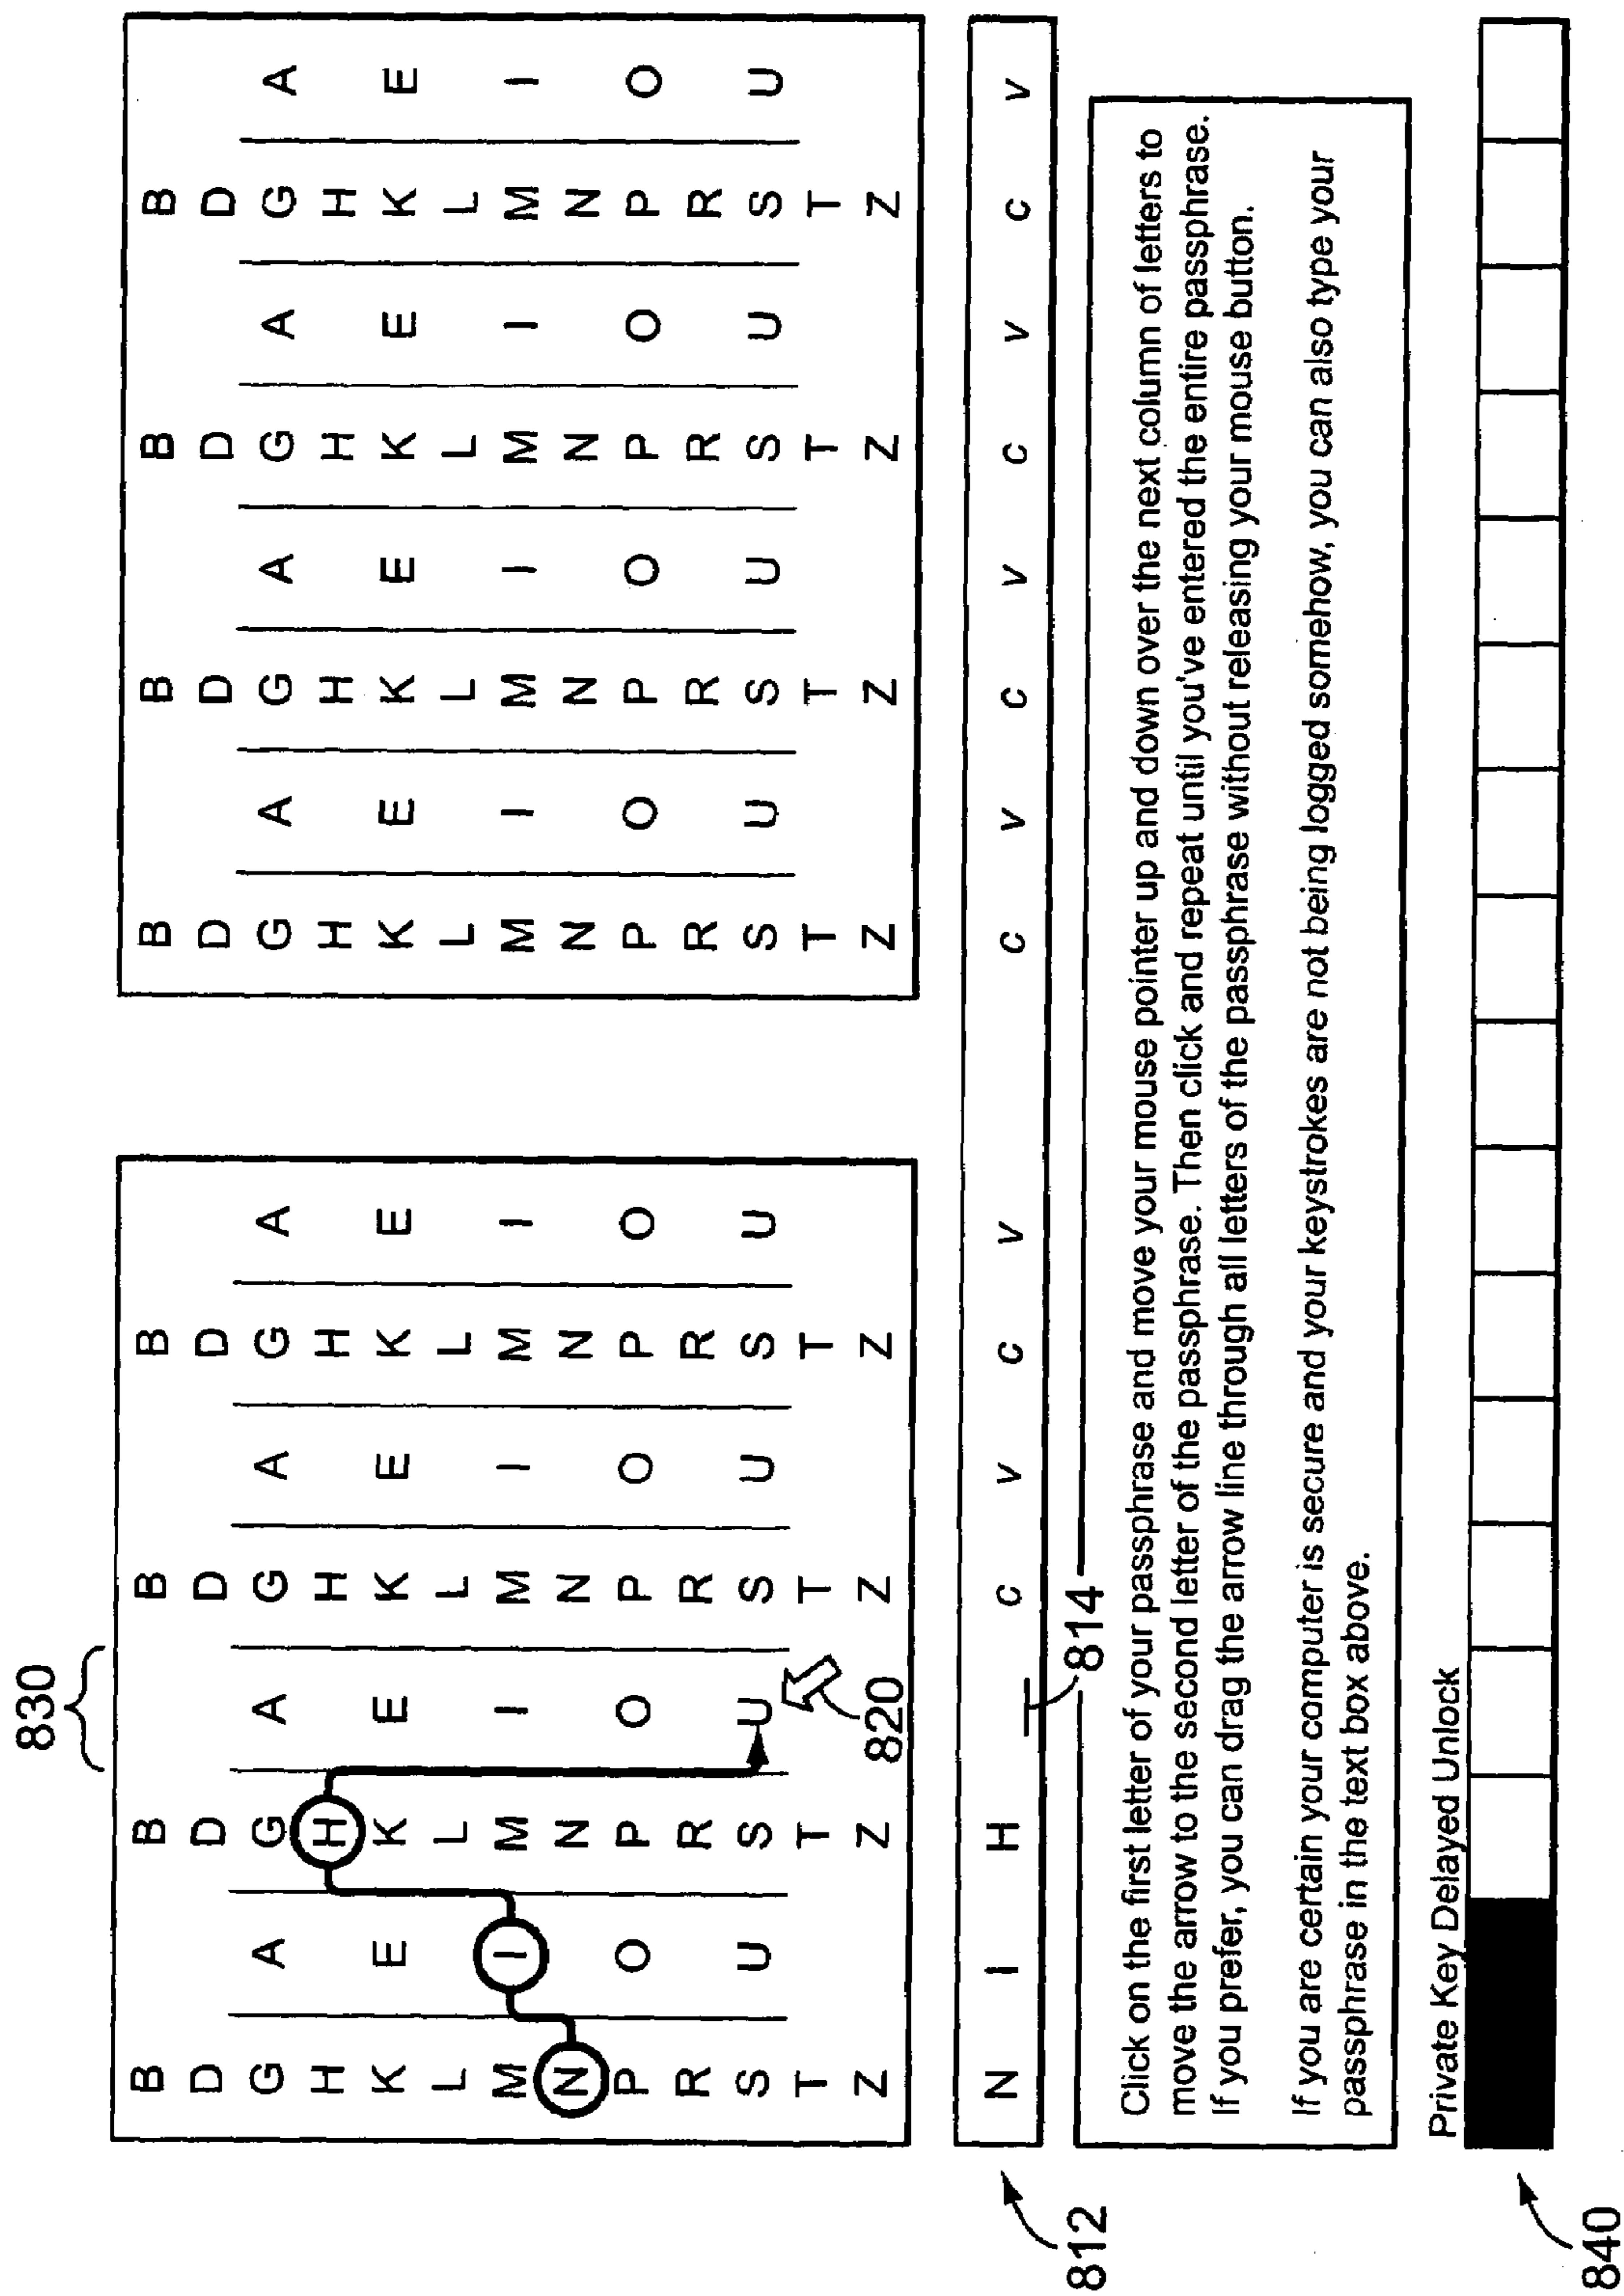 830
B B B B B B B B
D D D D D D D D
G A G A G A G A G A G A G A G A
H H H H H H H H
K E K E K E K E K E K E K E K E
L L L L L L L L
M I M I M I M I M I M I M I M I
N N N N N N N N
P O P O P O P O P O P O P O P O
R R R R R R R R
S U S U S U S U S U S U S U S U
T T T T T T T T
Z Z 820 Z Z Z Z Z Z
812 N I H _ c v c v c v c v c v c v
814
Click on the first letter of your passphrase and move your mouse pointer up and down over the next column of letters to
move the arrow to the second letter of the passphrase. Then click and repeat until you've entered the entire passphrase.
If you prefer, you can drag the arrow line through all letters of the passphrase without releasing your mouse button.
If you are certain your computer is secure and your keystrokes are not being logged somehow, you can also type your
passphrase in the text box above.
Private Key Delayed Unlock
840